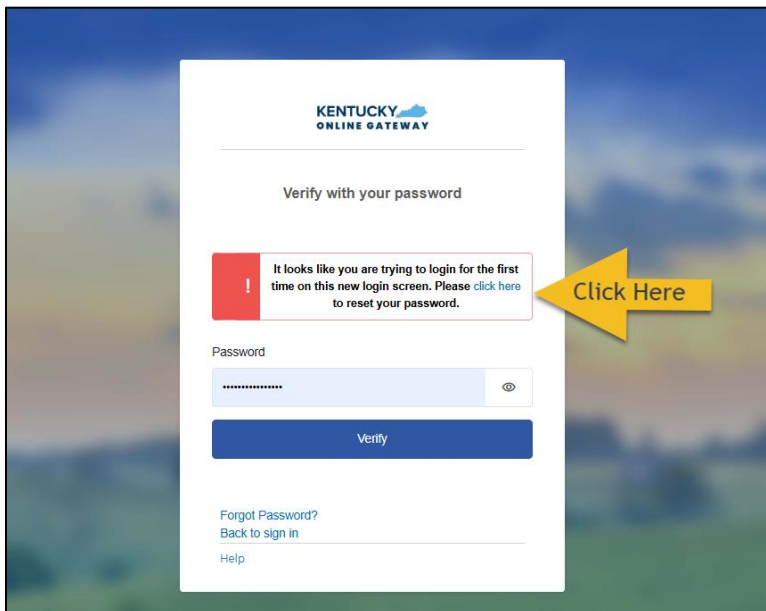 KENTUCKY
ONLINE GATEWAY
Verify with your password
!
It looks like you are trying to login for the first
time on this new login screen. Please click here
to reset your password.
Click Here
Password
Verify
Forgot Password?
Back to sign in
Help